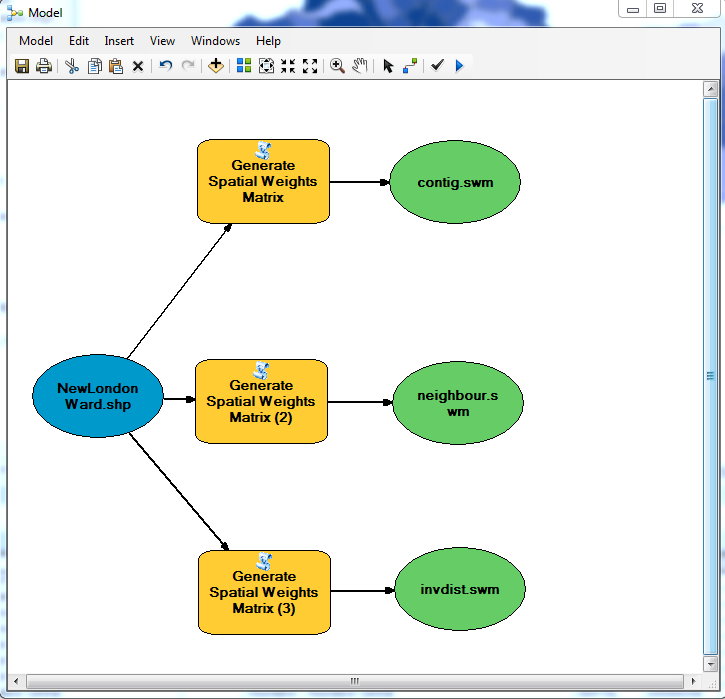 Model
Model Edit Insert View Windows Help
Generate
Spatial Weights
Matrix
contig.swm
NewLondon
Ward.shp
Generate
Spatial Weights
Matrix (2)
neighbour.s
wm
Generate
Spatial Weights
Matrix (3)
invdist.swm